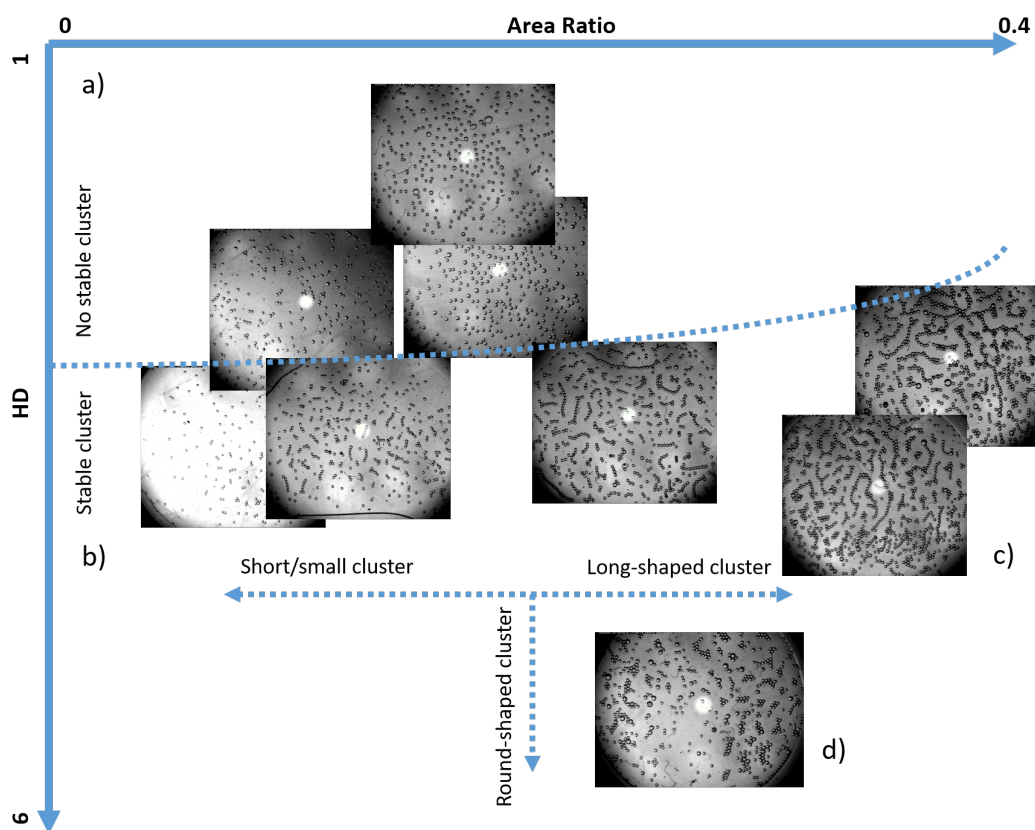 0
Area Ratio
0.4
1
a)
No stable cluster
HD
Stable cluster
b)
c)
Short/small cluster
Long-shaped cluster
Round-shaped cluster
d)
6